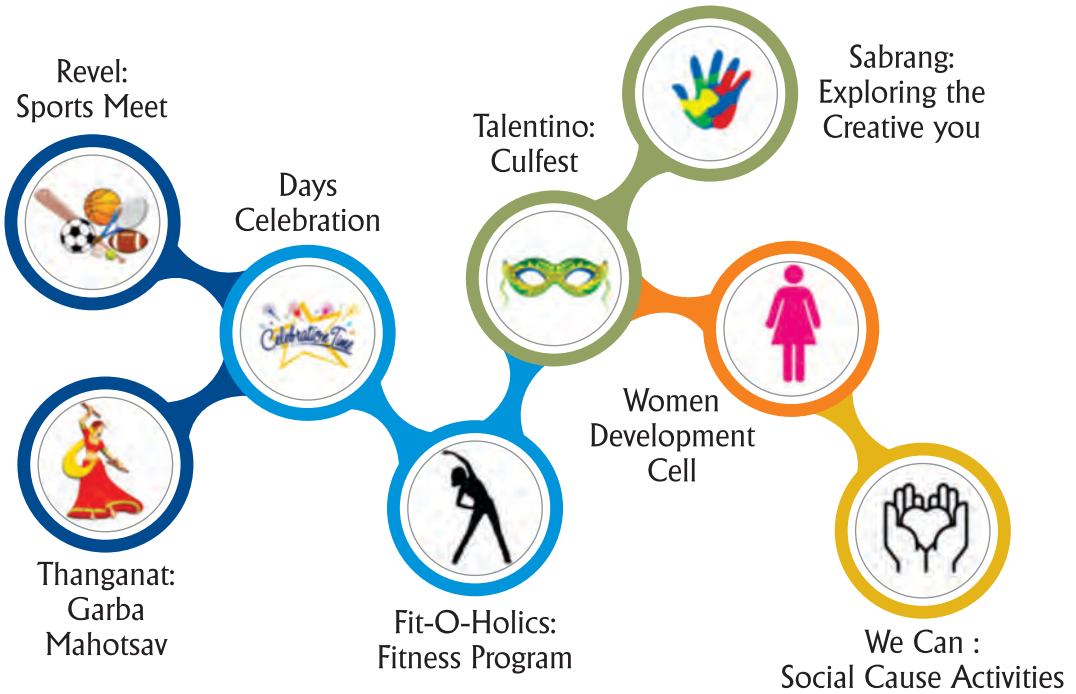 Revel:
Sports Meet
Days
Celebration
Celebration Time
Thanganat:
Garba
Mahotsav
Fit-O-Holics:
Fitness Program
Talentino:
Culfest
Sabrang:
Exploring the
Creative you
Women
Development
Cell
We Can :
Social Cause Activities